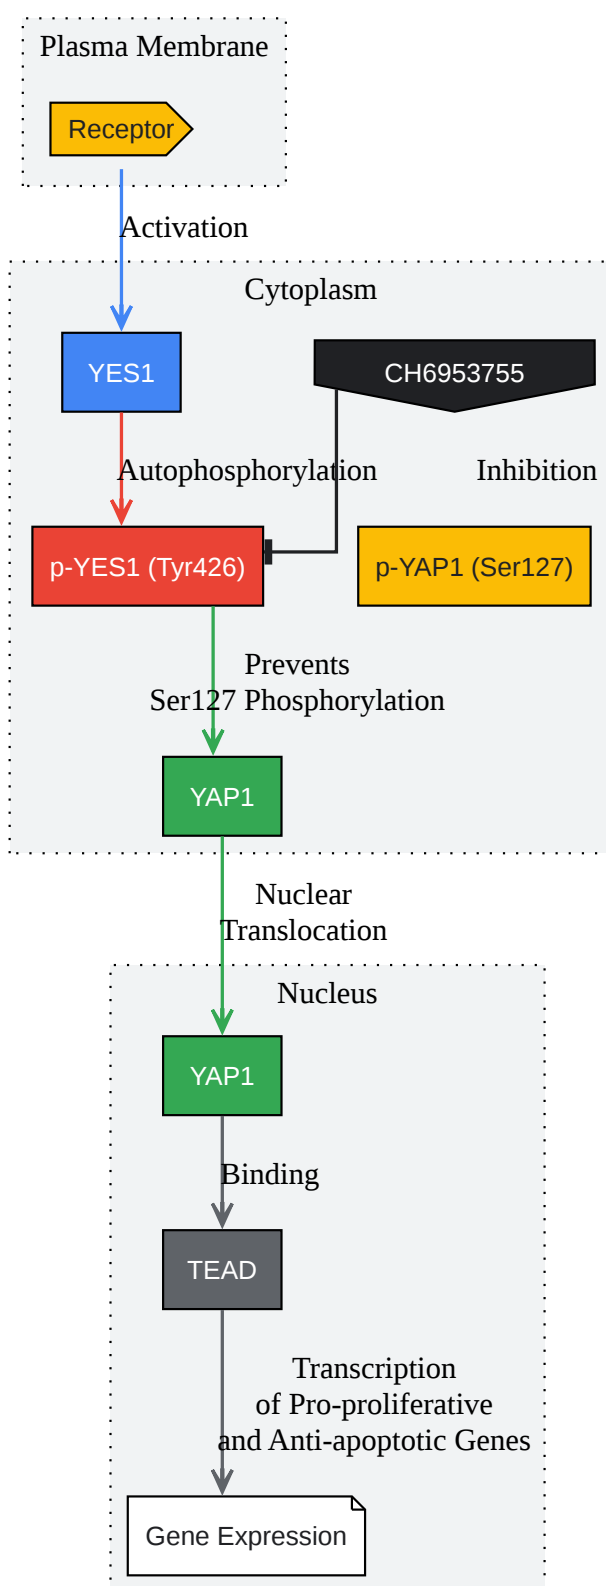 Plasma Membrane
Receptor
Activation
Cytoplasm
YES1
CH6953755
Autophosphorylation
Inhibition
p-YES1 (Tyr426)
p-YAP1 (Ser127)
Prevents
Ser127 Phosphorylation
YAP1
Nuclear
Translocation
Nucleus
YAP1
Binding
TEAD
Transcription
of Pro-proliferative
and Anti-apoptotic Genes
Gene Expression